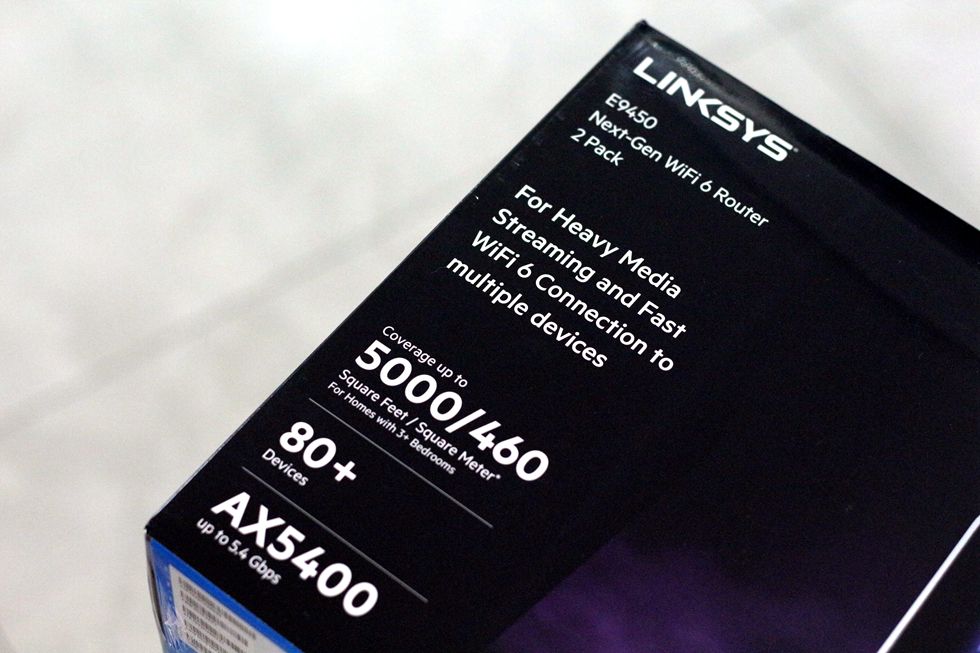 LINKSYS
E9450
Next-Gen WiFi 6 Router
2 Pack
For Heavy Media
Streaming and Fast
WiFi 6 Connection to
multiple devices
Coverage up to
5000/460
Square Feet / Square Meter*
For Homes with 3+ Bedrooms
80+
Devices
AX5400
up to 5.4 Gbps